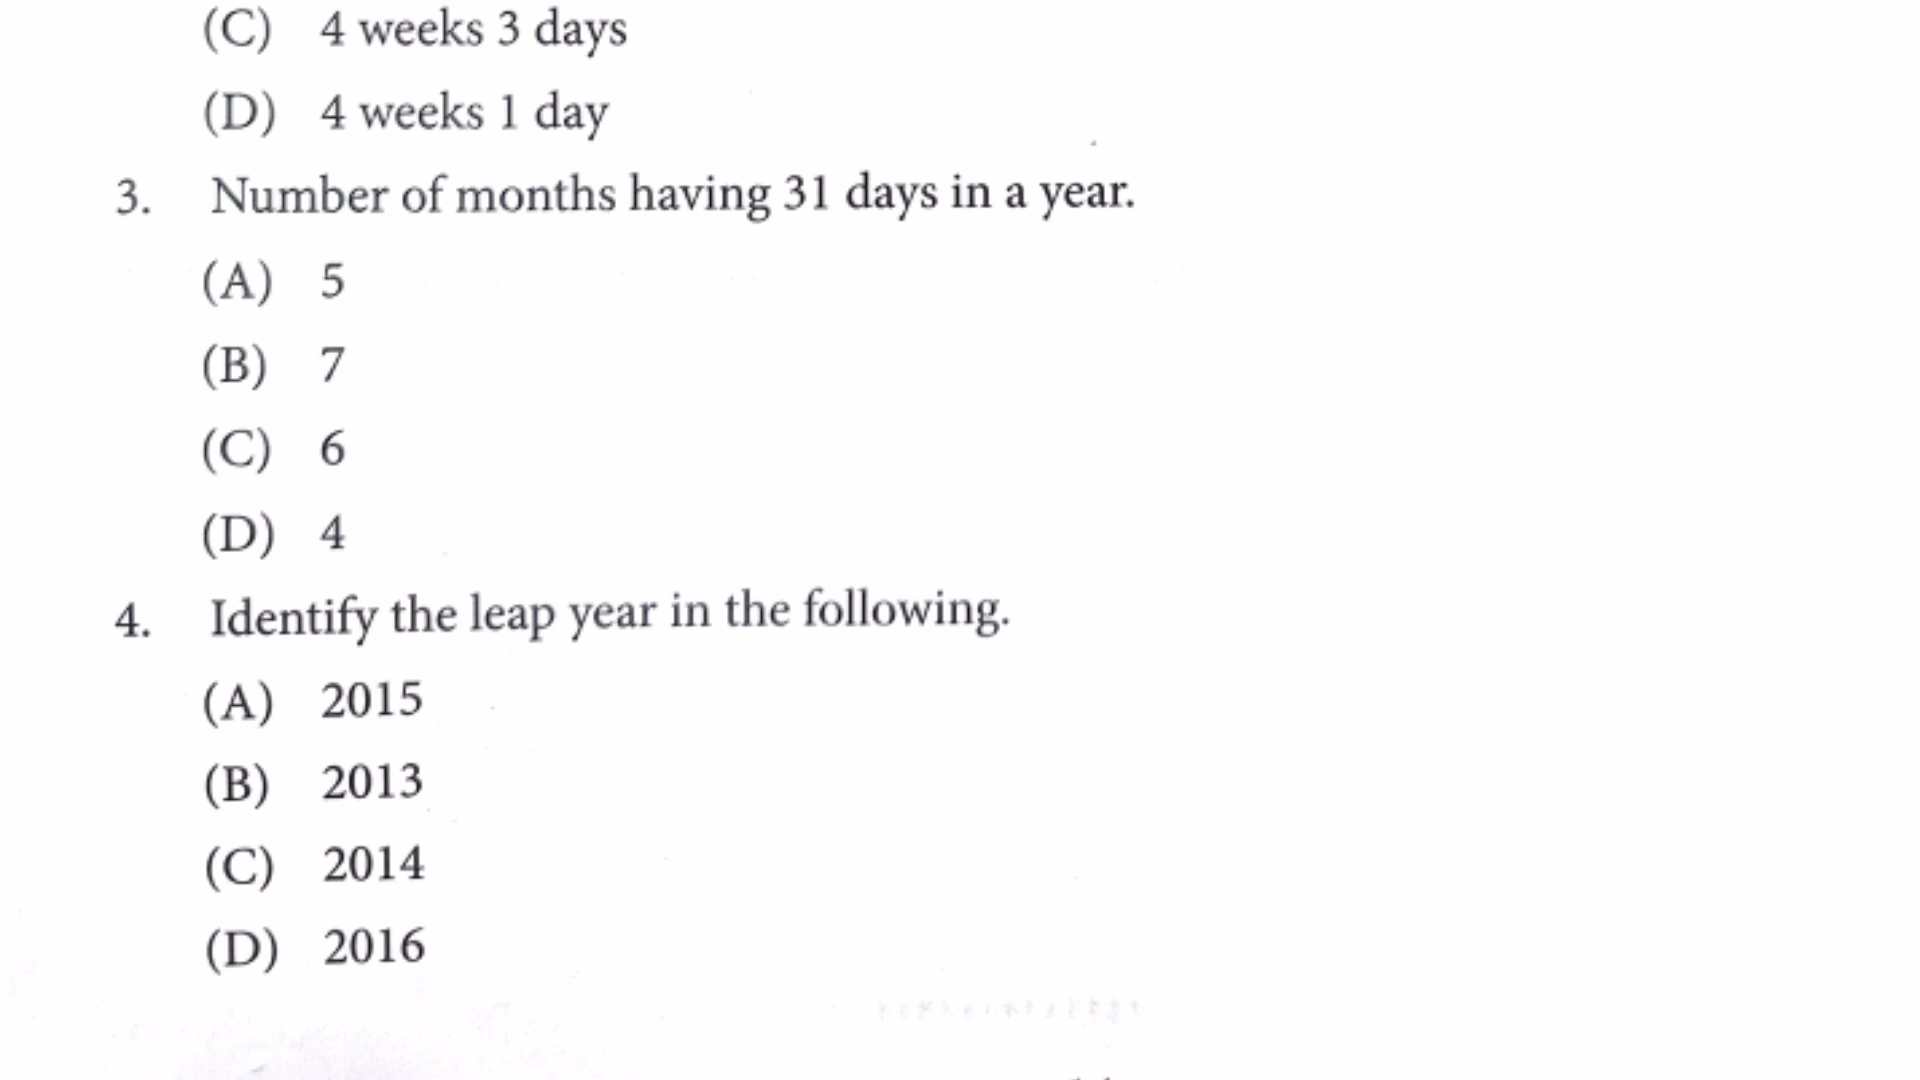 (C) 4 weeks 3 days
(D) 4 weeks 1 day
3. Number of months having 31 days in a year.
(A) 5
(B) 7
(C) 6
(D) 4
4. Identify the leap year in the following.
(A) 2015
(B) 2013
(C) 2014
(D) 2016